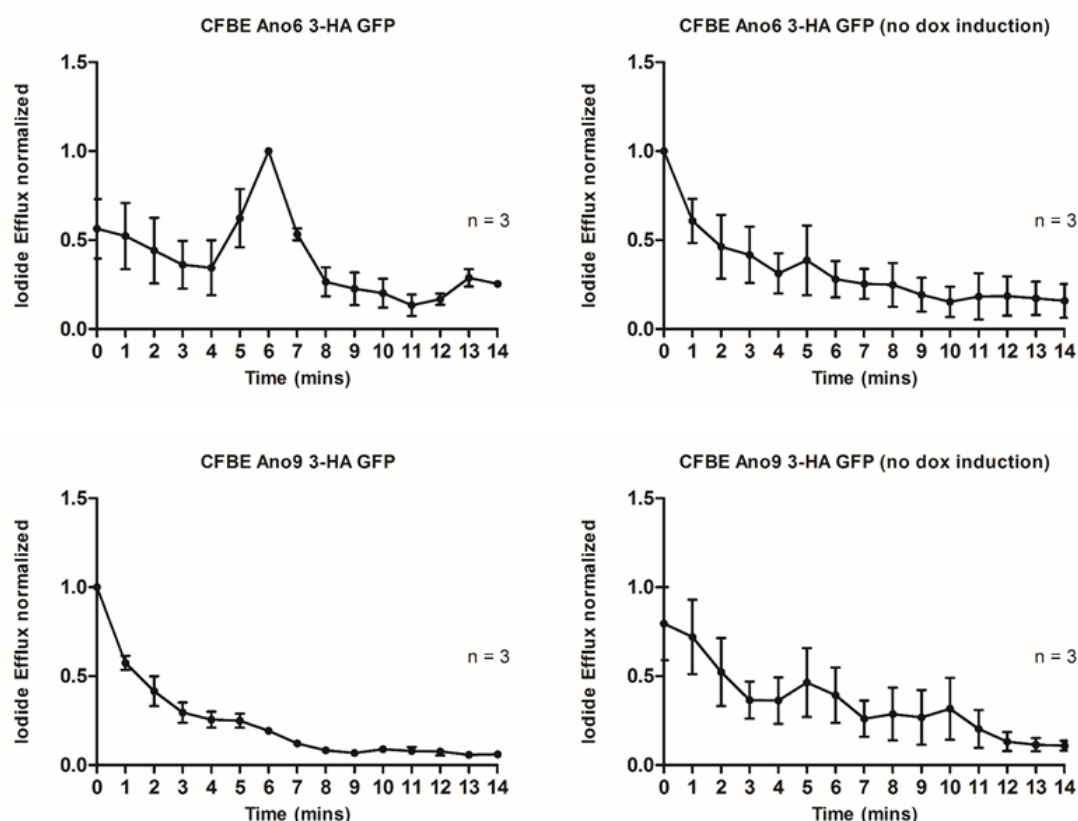 CFBE Ano6 3-HA GFP
Iodide Efflux normalized
1.5
1.0
0.5
0.0
n = 3
0 1 2 3 4 5 6 7 8 9 10 11 12 13 14
Time (mins)
CFBE Ano6 3-HA GFP (no dox induction)
Iodide Efflux normalized
1.5
1.0
0.5
0.0
n = 3
0 1 2 3 4 5 6 7 8 9 10 11 12 13 14
Time (mins)
CFBE Ano9 3-HA GFP
Iodide Efflux normalized
1.5
1.0
0.5
0.0
n = 3
0 1 2 3 4 5 6 7 8 9 10 11 12 13 14
Time (mins)
CFBE Ano9 3-HA GFP (no dox induction)
Iodide Efflux normalized
1.5
1.0
0.5
0.0
n = 3
0 1 2 3 4 5 6 7 8 9 10 11 12 13 14
Time (mins)